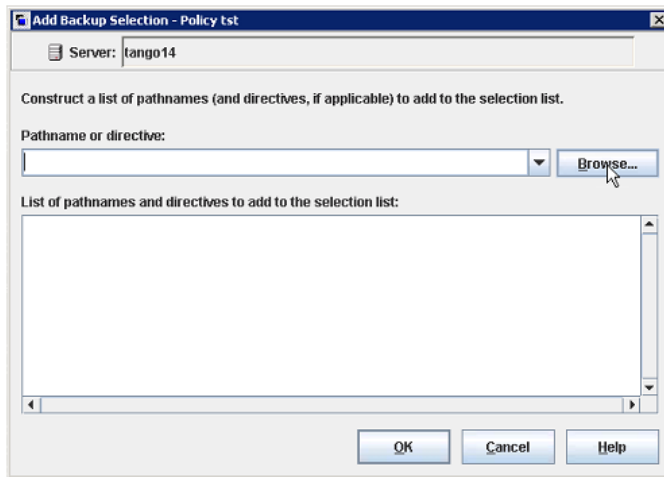 Add Backup Selection - Policy tst
Server: tango14
Construct a list of pathnames (and directives, if applicable) to add to the selection list.
Pathname or directive:
Browse...
List of pathnames and directives to add to the selection list:
OK Cancel Help